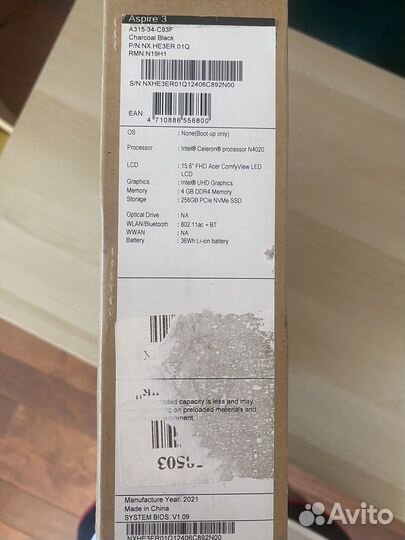 Aspire 3
A315-34-C93F
Charcoal Black
P/N:NX.HE3ER.01Q
RMN:N19H1
S/N:NXHE3ER01Q12406C892N00
EAN:
4 710886 556800
OS : None(Boot-up only)
Processor : Intel® Celeron® processor N4020
LCD : 15.6" FHD Acer ComfyView LED
LCD
Graphics : Intel® UHD Graphics
Memory : 4 GB DDR4 Memory
Storage : 256GB PCIe NVMe SSD
Optical Drive : NA
WLAN/Bluetooth : 802.11ac + BT
WWAN : NA
Battery : 36Wh Li-ion battery
capacity is less and may
depending on preloaded materials and
environment.
3503
Manufacture Year: 2021
Made in China
SYSTEM BIOS: V1.09
NXHE3ER01Q12406C892N00
Avito